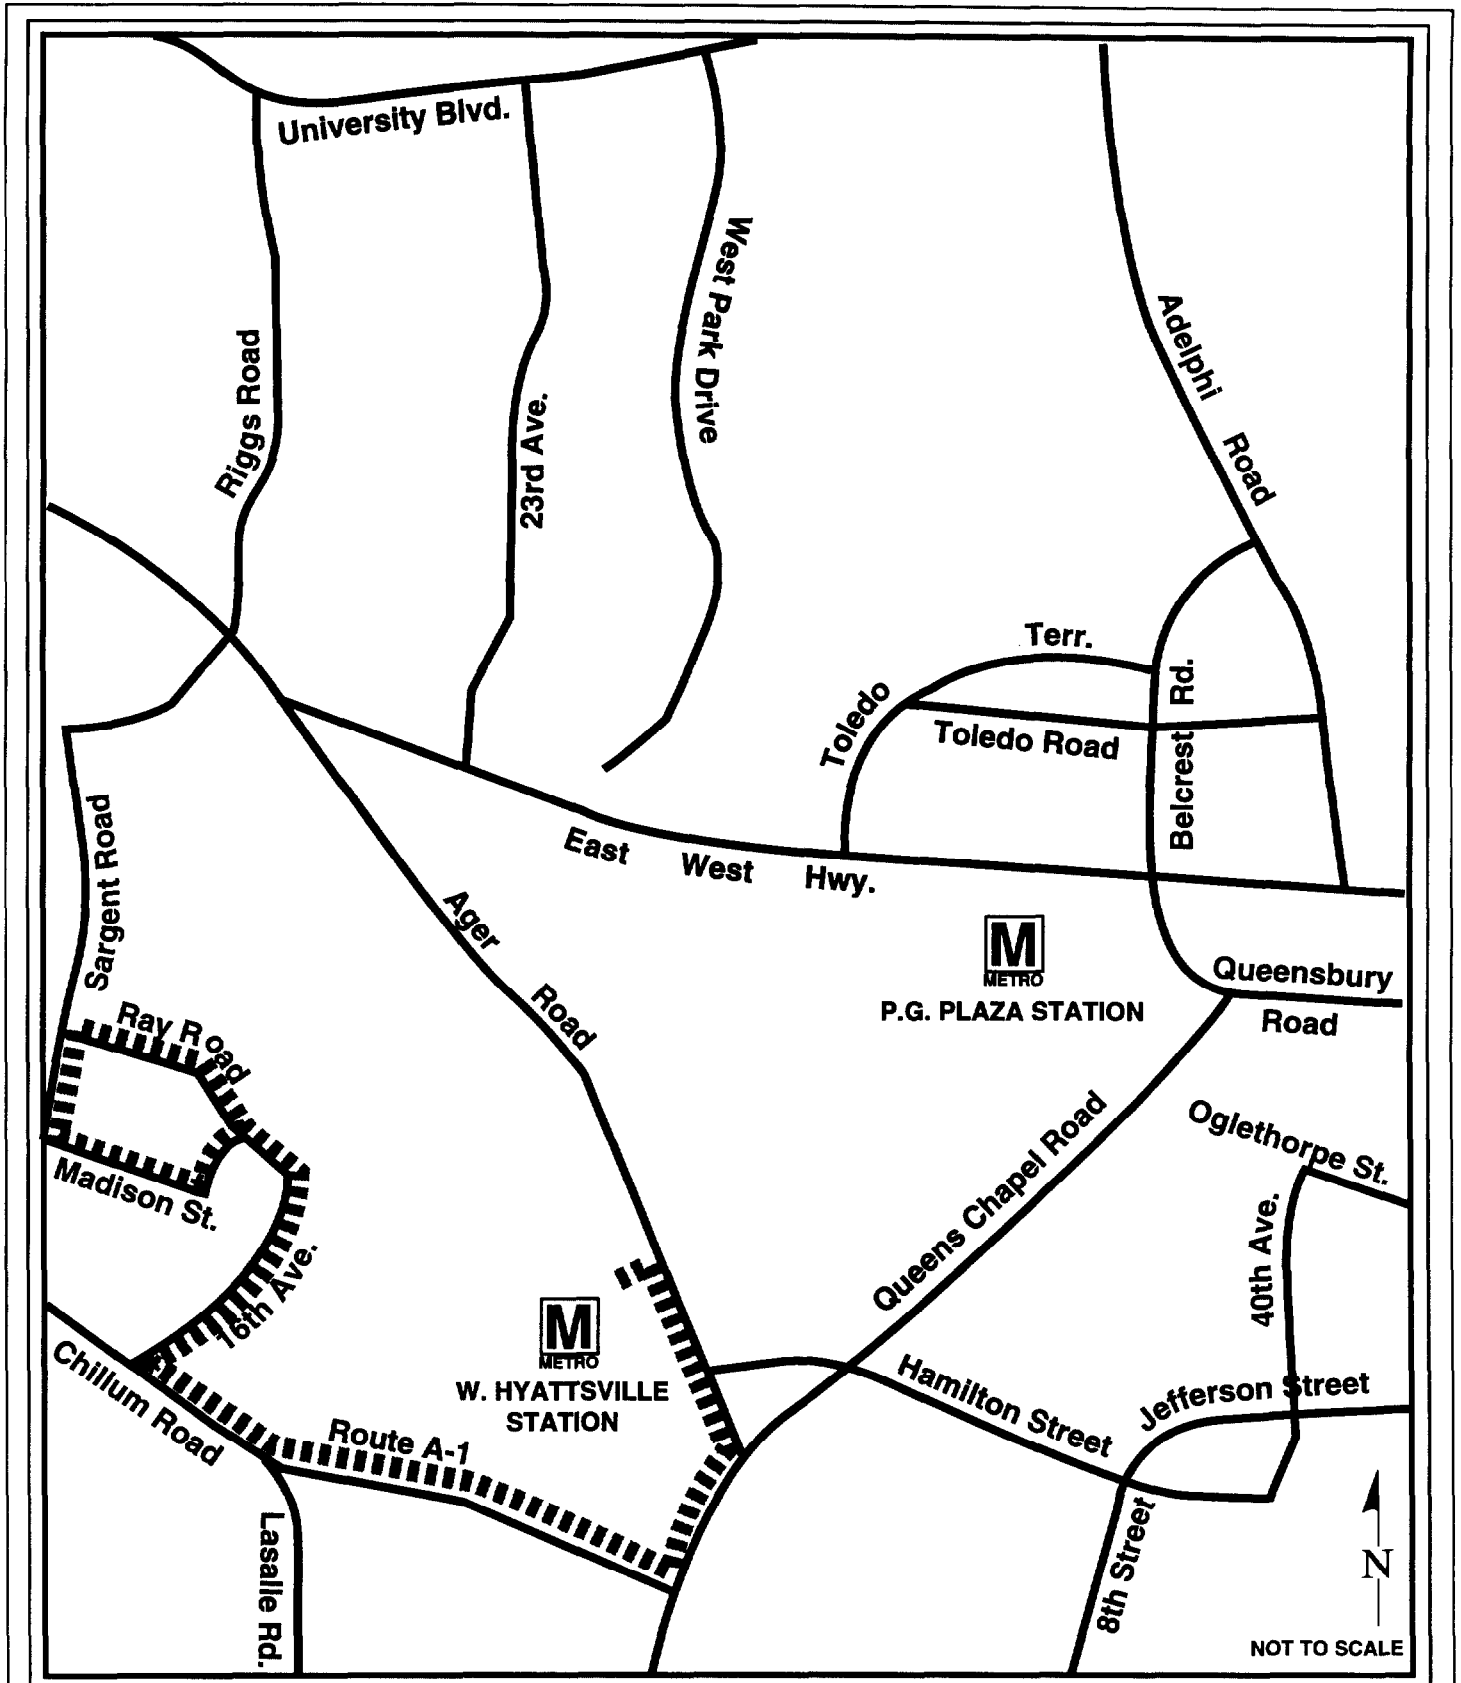 University Blvd.
West Park Drive
Adelphi Road
Riggs Road
23rd Ave.
Terr.
Toledo
Toledo Road
Belcrest Rd.
East West Hwy.
Sargent Road
Ager Road
M
METRO
P.G. PLAZA STATION
Queensbury
Road
Ray Road
Madison St.
Queens Chapel Road
Oglethorpe St.
40th Ave.
16th Ave.
M
METRO
W. HYATTSVILLE
STATION
Chillum Road
Route A-1
Hamilton Street
Jefferson Street
Lasalle Rd.
8th Street
N
NOT TO SCALE